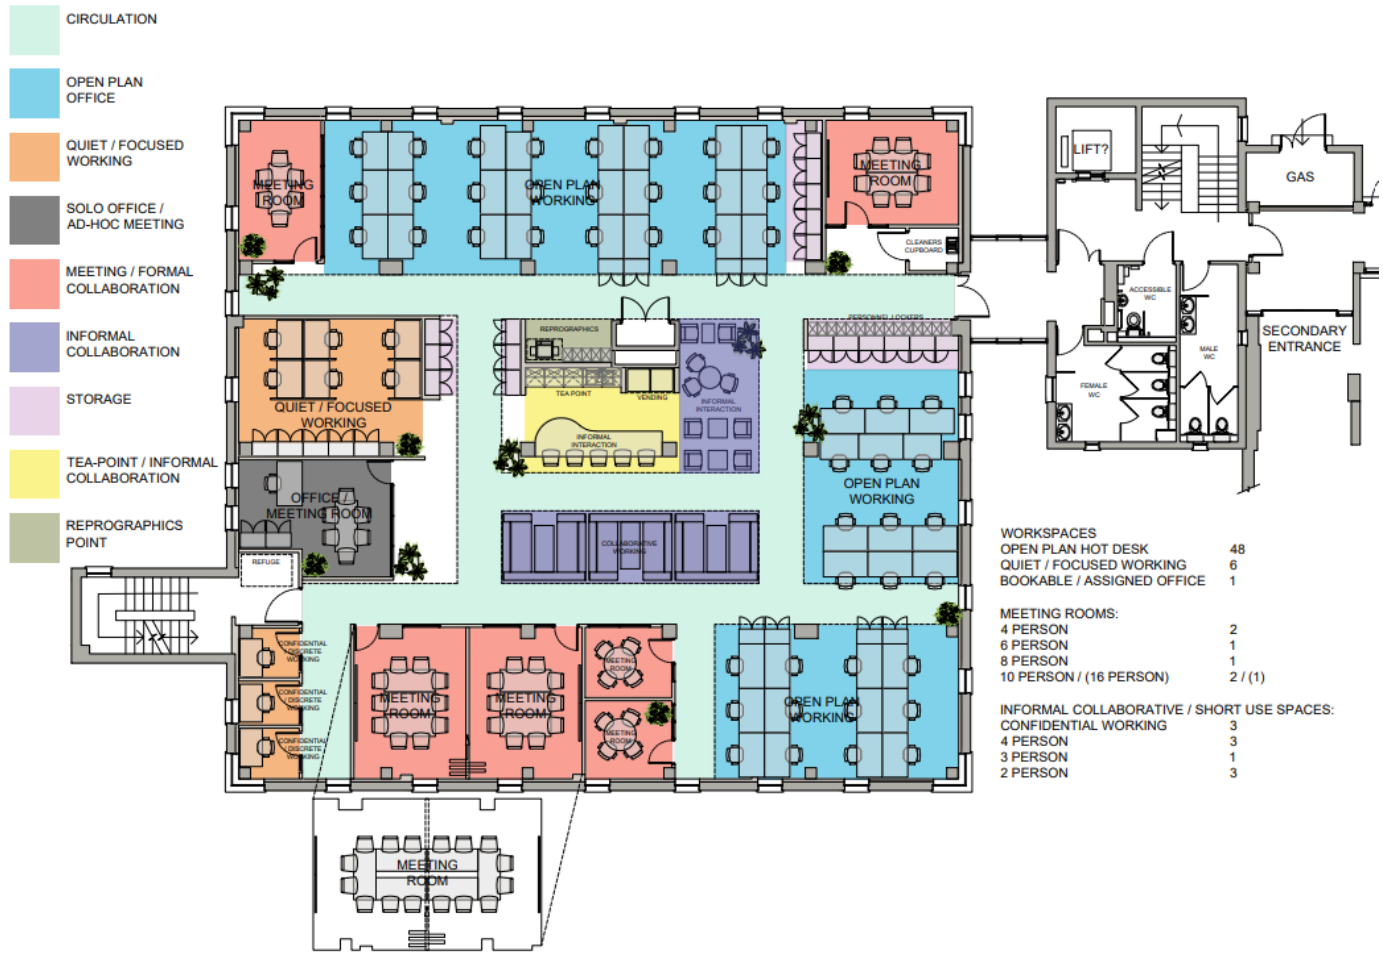 CIRCULATION
OPEN PLAN
OFFICE
QUIET / FOCUSED
WORKING
SOLO OFFICE /
AD-HOC MEETING
MEETING / FORMAL
COLLABORATION
INFORMAL
COLLABORATION
STORAGE
TEA-POINT / INFORMAL
COLLABORATION
REPROGRAPHICS
POINT
MEETING
ROOM
OPEN PLAN
WORKING
MEETING
ROOM
CLEANERS
CUPBOARD
LIFT?
GAS
ACCESSIBLE
WC
MALE
WC
FEMALE
WC
SECONDARY
ENTRANCE
PERSONNEL LOCKERS
REPROGRAPHICS
TEA POINT
VENDING
INFORMAL
INTERACTION
INFORMAL
INTERACTION
QUIET / FOCUSED
WORKING
OPEN PLAN
WORKING
OFFICE /
MEETING ROOM
COLLABORATIVE
WORKING
REFUGE
CONFIDENTIAL
/ DISCRETE
WORKING
CONFIDENTIAL
/ DISCRETE
WORKING
CONFIDENTIAL
/ DISCRETE
WORKING
MEETING
ROOM
MEETING
ROOM
MEETING
ROOM
MEETING
ROOM
OPEN PLAN
WORKING
MEETING
ROOM
WORKSPACES
OPEN PLAN HOT DESK 48
QUIET / FOCUSED WORKING 6
BOOKABLE / ASSIGNED OFFICE 1
MEETING ROOMS:
4 PERSON 2
6 PERSON 1
8 PERSON 1
10 PERSON / (16 PERSON) 2 / (1)
INFORMAL COLLABORATIVE / SHORT USE SPACES:
CONFIDENTIAL WORKING 3
4 PERSON 3
3 PERSON 1
2 PERSON 3